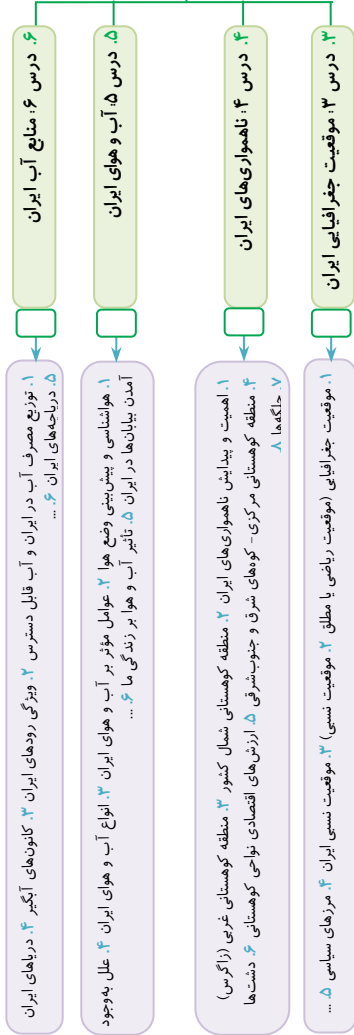 ۳. درس ۳: موقعیت جغرافیایی ایران
۱. موقعیت جغرافیایی (موقعیت ریاضی یا مطلق ۲. موقعیت نسبی) ۳. موقعیت نسبی ایران ۴. مرزهای سیاسی ۵. ...
۴. درس ۴: ناهمواری‌های ایران
۱. اهمیت و پیدایش ناهمواری‌های ایران ۲. منطقه کوهستانی شمال کشور ۳. منطقه کوهستانی غربی (زاگرس)
۴. منطقه کوهستانی مرکزی- کوه‌های شرق و جنوب‌شرقی ۵. ارزش‌های اقتصادی نواحی کوهستانی ۶. دشت‌ها
۷. جلگه‌ها ۸.
۵. درس ۵: آب و هوای ایران
۱. هواشناسی و پیش‌بینی وضع هوا ۲. عوامل مؤثر بر آب و هوای ایران ۳. انواع آب و هوای ایران ۴. علل به‌وجود
آمدن بیابان‌ها در ایران ۵. تأثیر آب و هوا بر زندگی ما ۶. ...
۶. درس ۶: منابع آب ایران
۱. توزیع مصرف آب در ایران و آب قابل دسترس ۲. ویژگی رودهای ایران ۳. کانون‌های آبگیر ۴. دریاهای ایران
۵. دریاچه‌های ایران ۶. ...